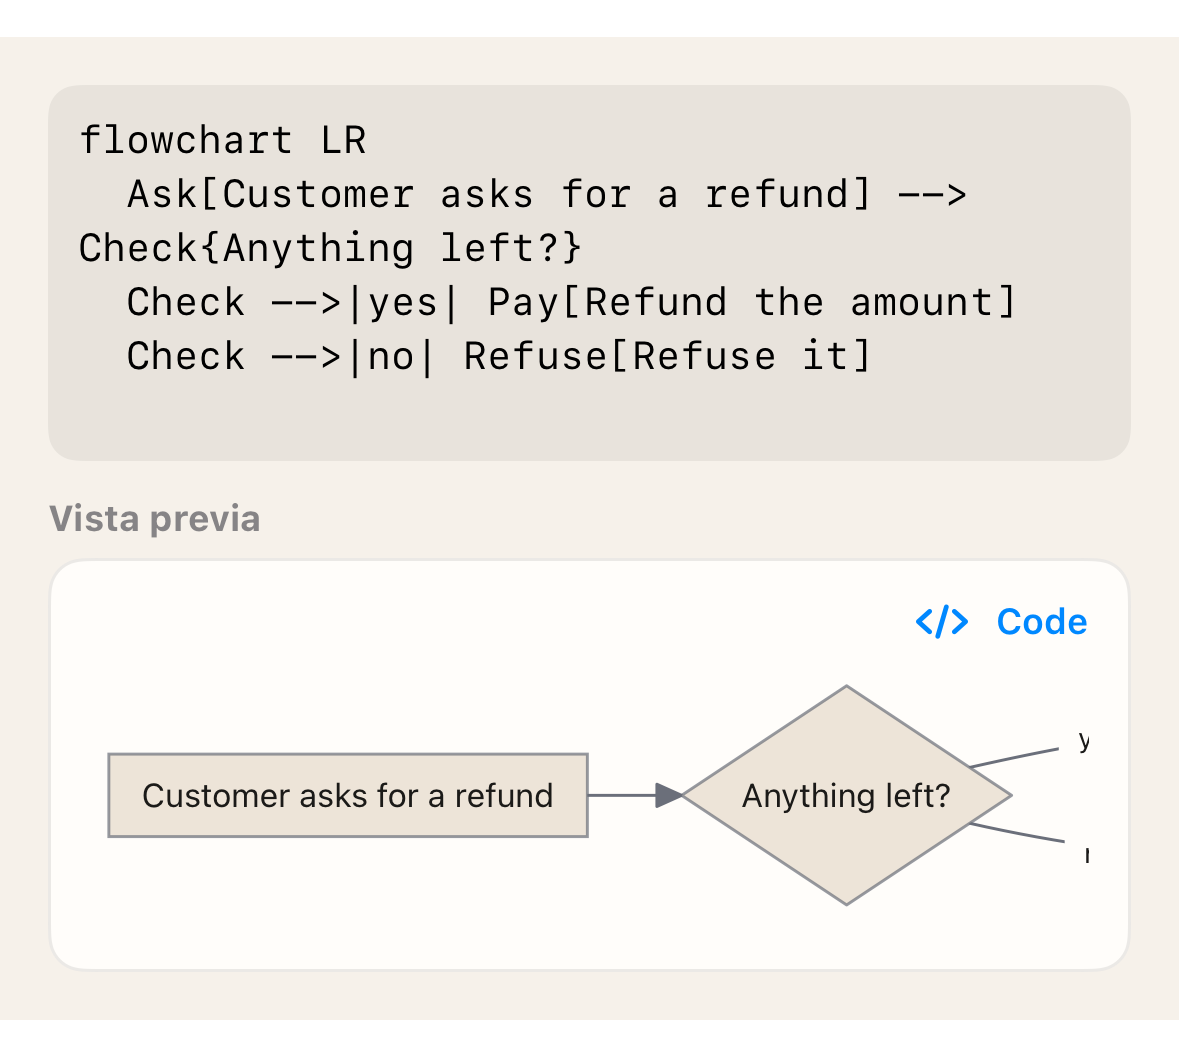 flowchart LR
  Ask[Customer asks for a refund] -->
Check{Anything left?}
  Check -->|yes| Pay[Refund the amount]
  Check -->|no| Refuse[Refuse it]
Vista previa
</> Code
Customer asks for a refund
Anything left?